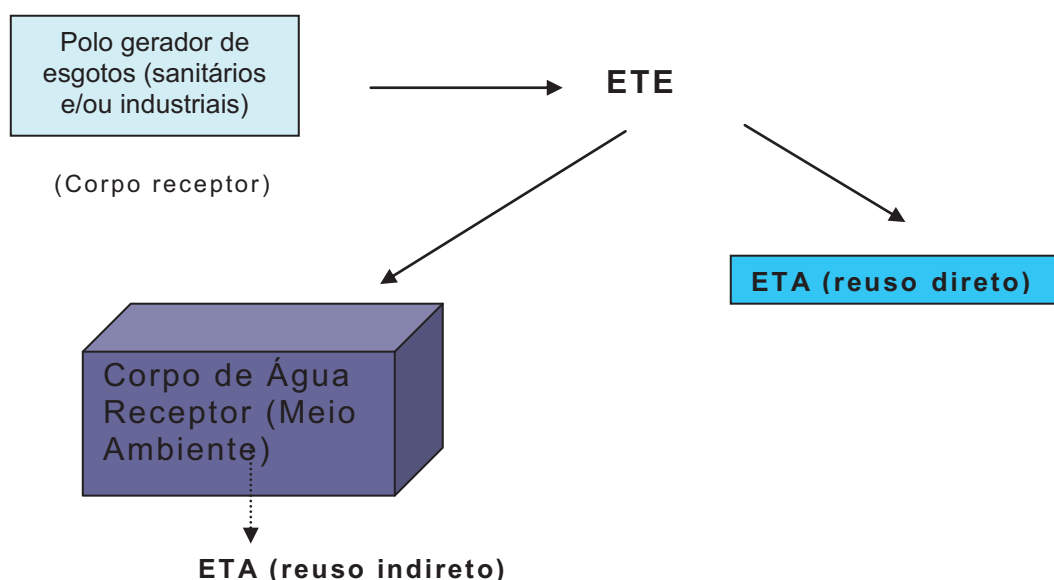 Polo gerador de
esgotos (sanitários
e/ou industriais)
ETE
(Corpo receptor)
ETA (reuso direto)
Corpo de Água
Receptor (Meio
Ambiente)
ETA (reuso indireto)